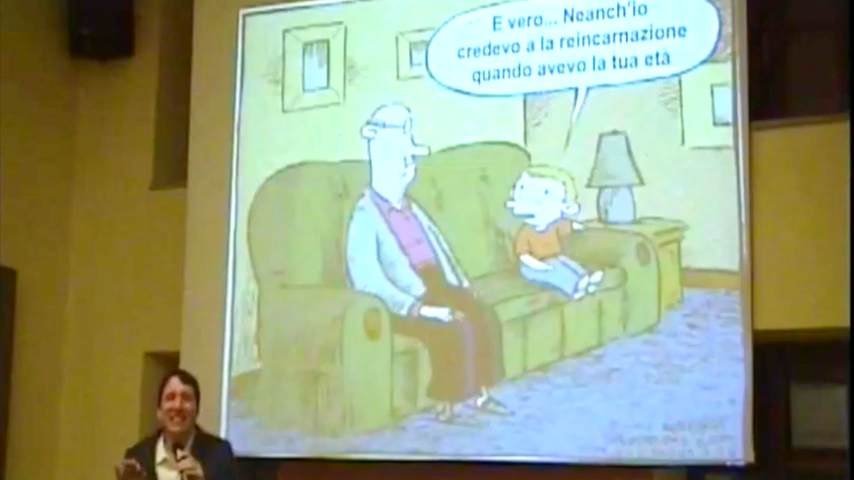 E vero... Neanch'io
credevo a la reincarnazione
quando avevo la tua età